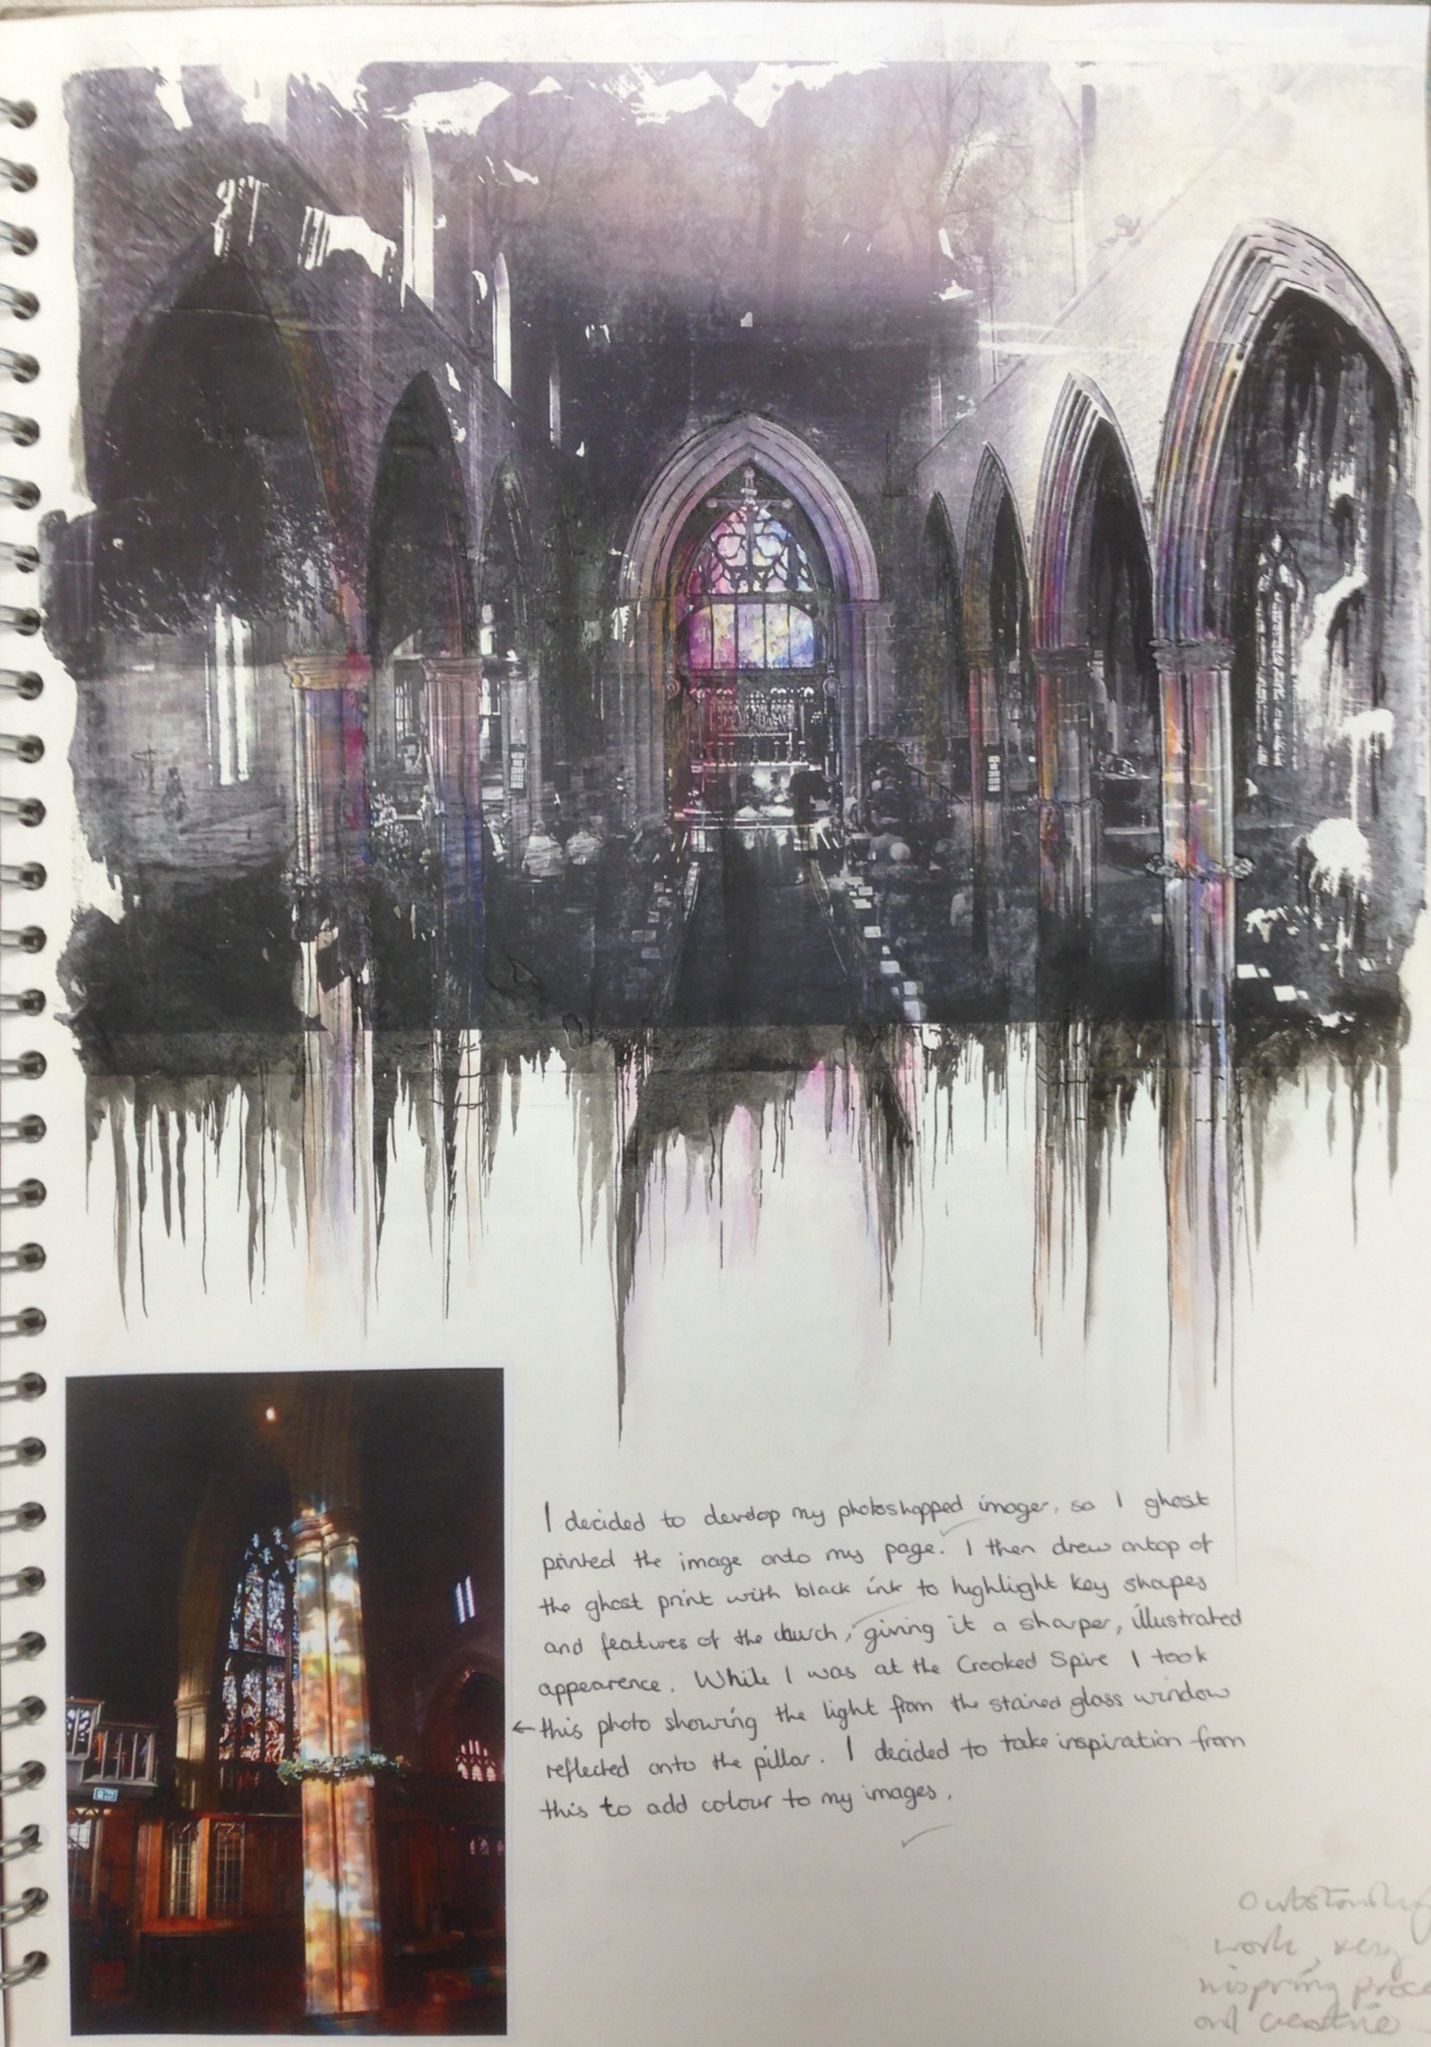 I decided to develop my photoshopped images, so I ghost
printed the image onto my page. I then drew ontop of
the ghost print with black ink to highlight key shapes
and features of the church, giving it a sharper, illustrated
appearence. While I was at the Crooked Spire I took
← this photo showing the light from the stained glass window
reflected onto the pillar. I decided to take inspiration from
this to add colour to my images.
Outstanding
work, very
inspiring
and creative